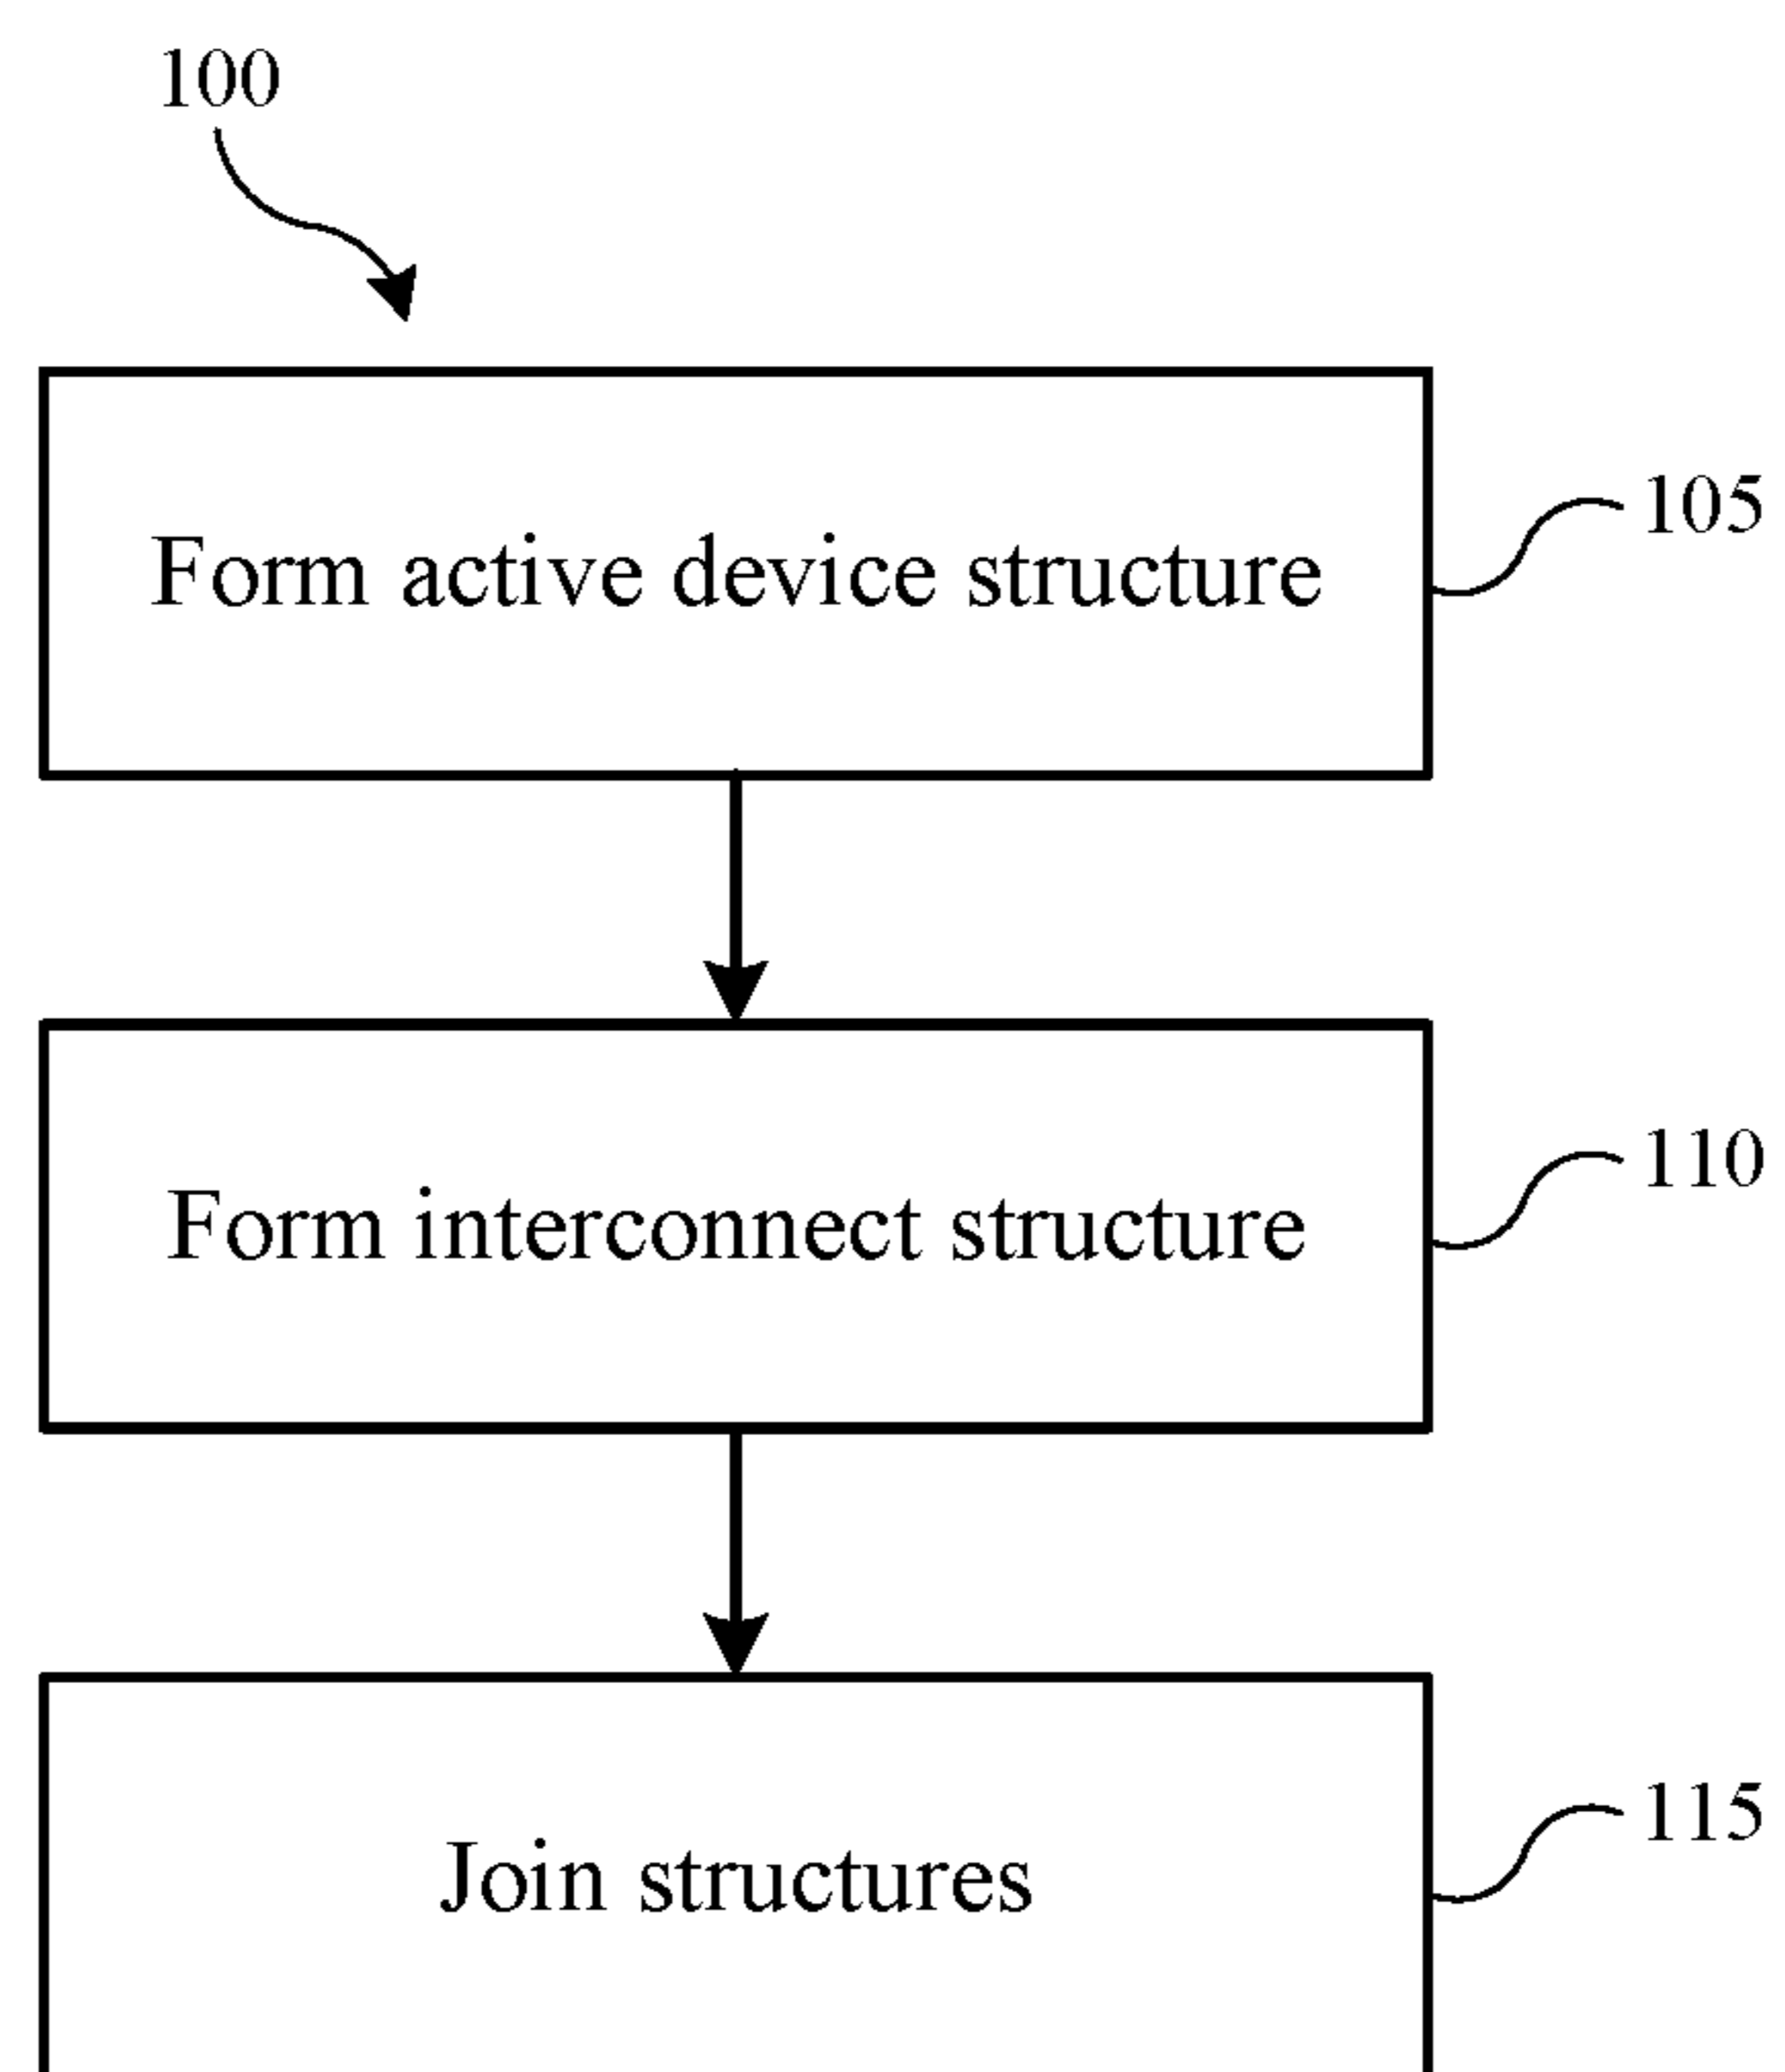 100
Form active device structure
105
Form interconnect structure
110
Join structures
115